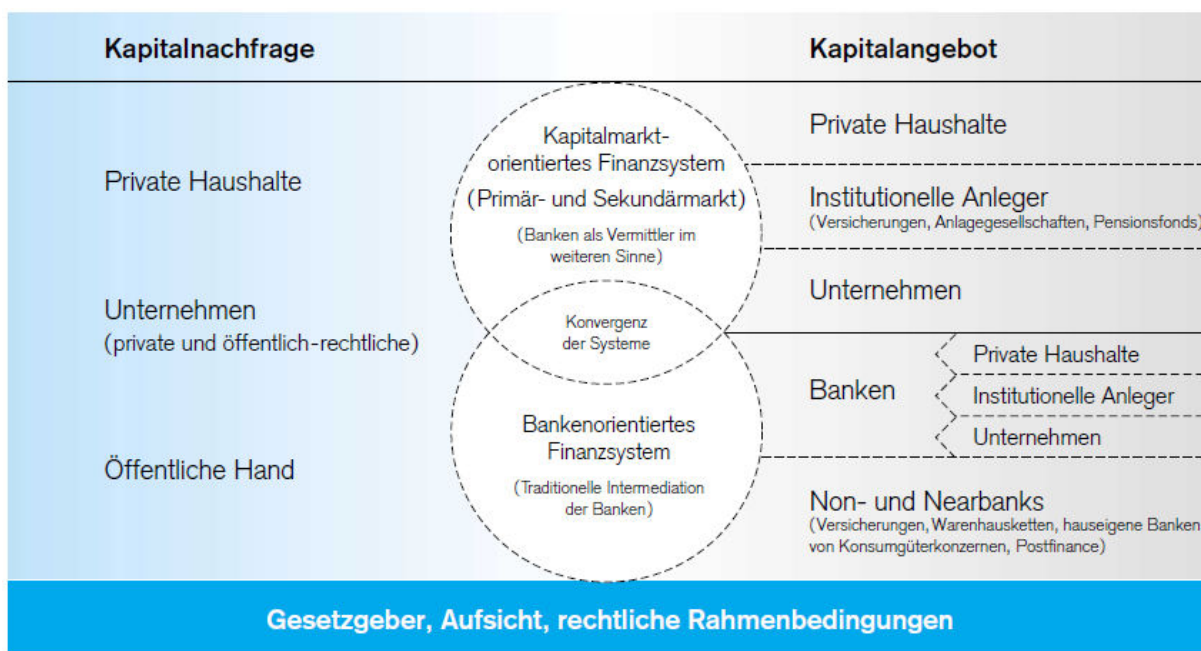 Kapitalnachfrage
Kapitalangebot
Private Haushalte
Unternehmen
(private und öffentlich-rechtliche)
Öffentliche Hand
Kapitalmarkt-
orientiertes Finanzsystem
(Primär- und Sekundärmarkt)
(Banken als Vermittler im
weiteren Sinne)
Konvergenz
der Systeme
Bankenorientiertes
Finanzsystem
(Traditionelle Intermediation
der Banken)
Private Haushalte
Institutionelle Anleger
(Versicherungen, Anlagegesellschaften, Pensionsfonds)
Unternehmen
Banken
Private Haushalte
Institutionelle Anleger
Unternehmen
Non- und Nearbanks
(Versicherungen, Warenhausketten, hauseigene Banken
von Konsumgüterkonzernen, Postfinance)
Gesetzgeber, Aufsicht, rechtliche Rahmenbedingungen